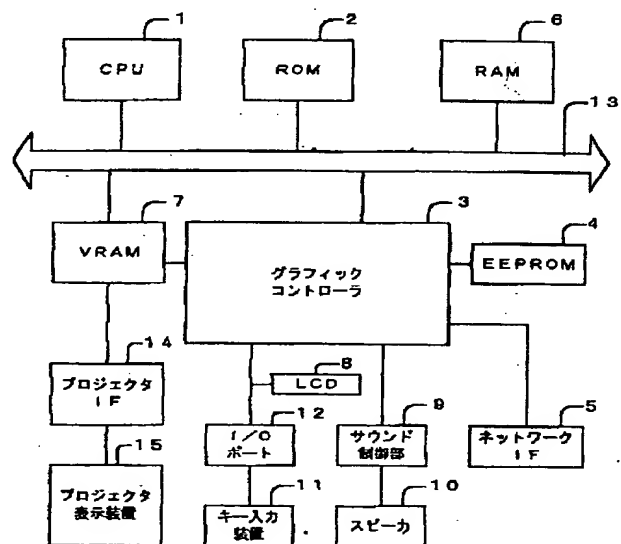 1
CPU
2
ROM
6
RAM
13
7
VRAM
3
グラフィック
コントローラ
4
EEPROM
14
プロジェクタ
IF
8
LCD
12
I/O
ポート
9
サウンド
制御部
5
ネットワーク
IF
15
プロジェクタ
表示装置
11
キー入力
装置
10
スピーカ